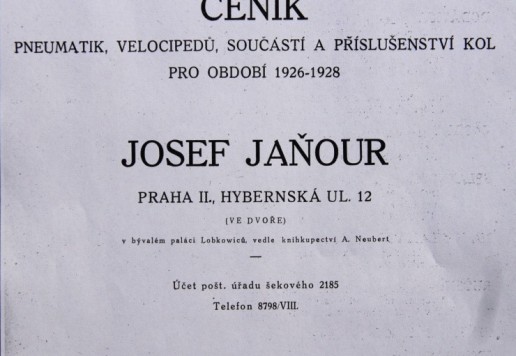 CENÍK
PNEUMATIK, VELOCIPEDŮ, SOUČÁSTÍ A PŘÍSLUŠENSTVÍ KOL
PRO OBDOBÍ 1926-1928
JOSEF JAŇOUR
PRAHA II., HYBERNSKÁ UL. 12
(VE DVOŘE)
v bývalém paláci Lobkowiců, vedle knihkupectví A. Neubert
—
Účet pošt. úřadu šekového 2185
Telefon 8798/VIII.